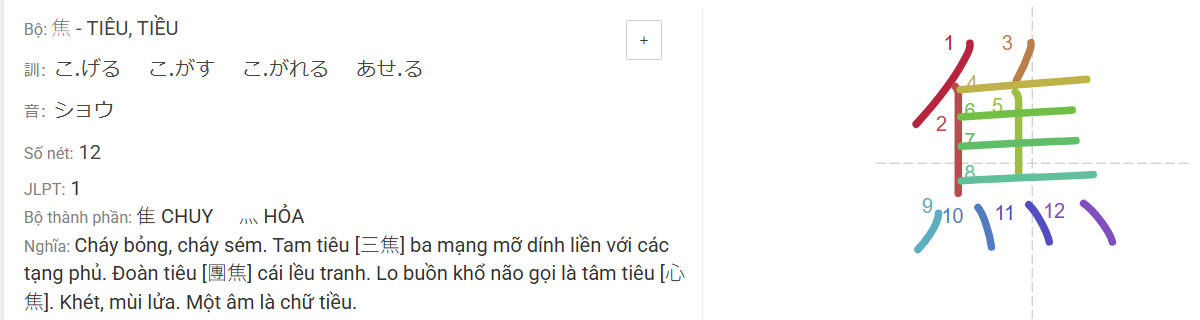 Bộ: 焦 - TIÊU, TIỀU
+
訓: こ.げる こ.がす こ.がれる あせ.る
音: ショウ
Số nét: 12
JLPT: 1
Bộ thành phần: 隹 CHUY 灬 HỎA
Nghĩa: Cháy bỏng, cháy sém. Tam tiêu [三焦] ba mạng mỡ dính liền với các
tạng phủ. Đoàn tiêu [團焦] cái lều tranh. Lo buồn khổ não gọi là tâm tiêu [心
焦]. Khét, mùi lửa. Một âm là chữ tiều.
焦
1 3
4
6 5
2
7
8
9 10 11 12